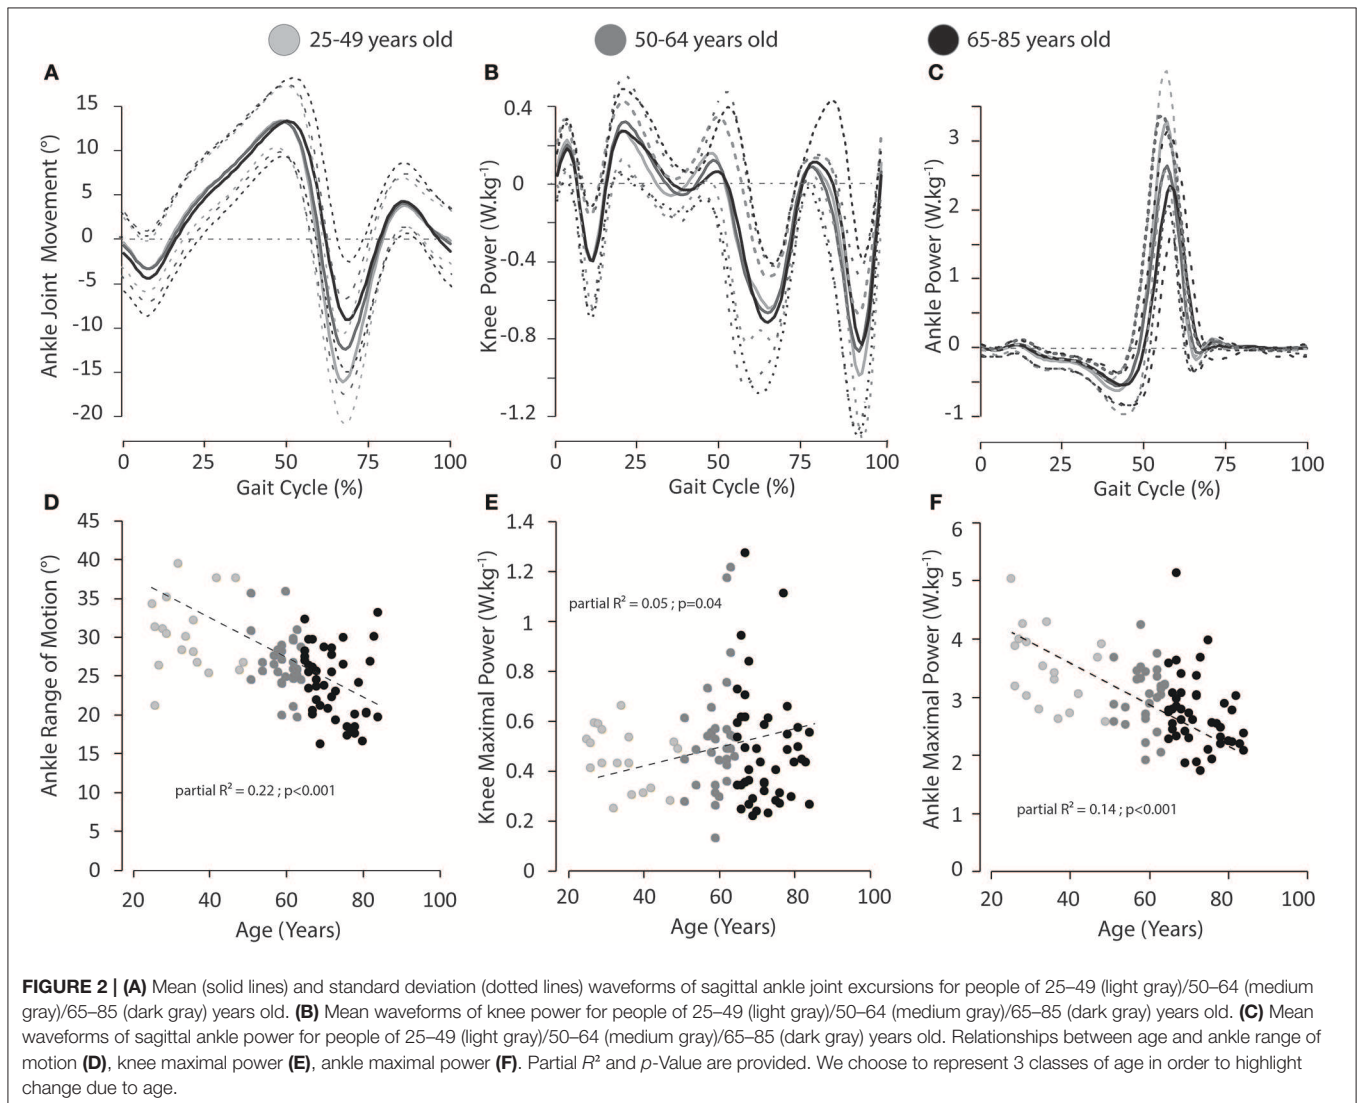 25-49 years old
50-64 years old
65-85 years old
A
Ankle Joint Movement (°)
15
10
5
0
-5
-10
-15
-20
0 25 50 75 100
Gait Cycle (%)
B
Knee Power (W.kg⁻¹)
0.4
0
-0.4
-0.8
-1.2
0 25 50 75 100
Gait Cycle (%)
C
Ankle Power (W.kg⁻¹)
3
2
1
0
-1
0 25 50 75 100
Gait Cycle (%)
D
Ankle Range of Motion (°)
45
40
35
30
25
20
15
10
5
0
partial R² = 0.22 ; p<0.001
20 40 60 80 100
Age (Years)
E
Knee Maximal Power (W.kg⁻¹)
1.4
1.2
1
0.8
0.6
0.4
0.2
0
partial R² = 0.05 ; p=0.04
20 40 60 80 100
Age (Years)
F
Ankle Maximal Power (W.kg⁻¹)
6
5
4
3
2
1
0
partial R² = 0.14 ; p<0.001
20 40 60 80 100
Age (Years)
FIGURE 2 | (A) Mean (solid lines) and standard deviation (dotted lines) waveforms of sagittal ankle joint excursions for people of 25–49 (light gray)/50–64 (medium
gray)/65–85 (dark gray) years old. (B) Mean waveforms of knee power for people of 25–49 (light gray)/50–64 (medium gray)/65–85 (dark gray) years old. (C) Mean
waveforms of sagittal ankle power for people of 25–49 (light gray)/50–64 (medium gray)/65–85 (dark gray) years old. Relationships between age and ankle range of
motion (D), knee maximal power (E), ankle maximal power (F). Partial R² and p-Value are provided. We choose to represent 3 classes of age in order to highlight
change due to age.